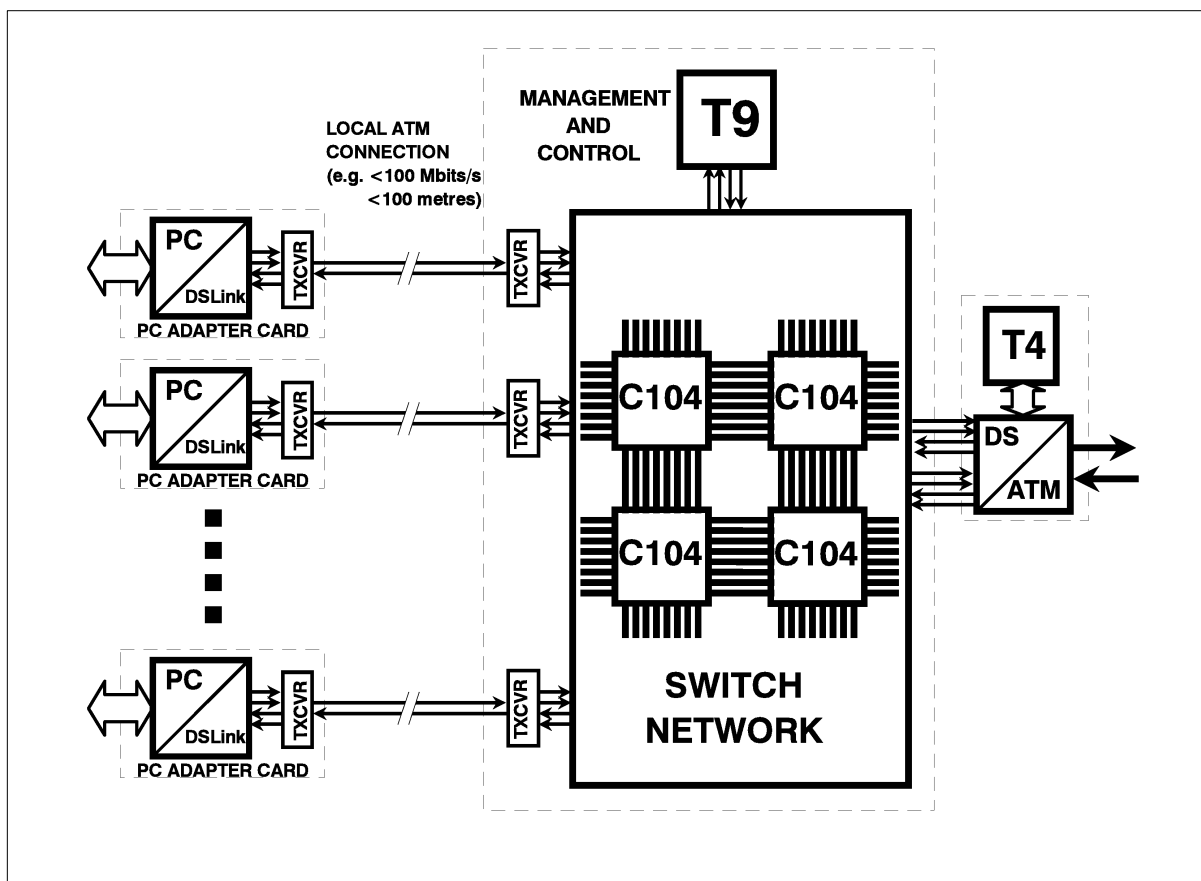 MANAGEMENT
AND
CONTROL
T9
LOCAL ATM
CONNECTION
(e.g. <100 Mbits/s
<100 metres)
PC
DSLink
TXCVR
PC ADAPTER CARD
TXCVR
PC
DSLink
TXCVR
PC ADAPTER CARD
TXCVR
PC
DSLink
TXCVR
PC ADAPTER CARD
TXCVR
C104
C104
C104
C104
SWITCH
NETWORK
T4
DS
ATM